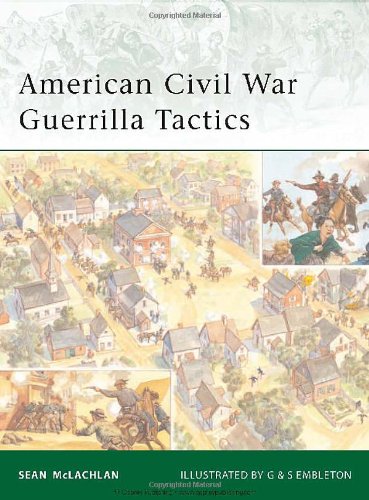 American Civil War
Guerrilla Tactics
SEAN McLACHLAN
ILLUSTRATED BY G & S EMBLETON